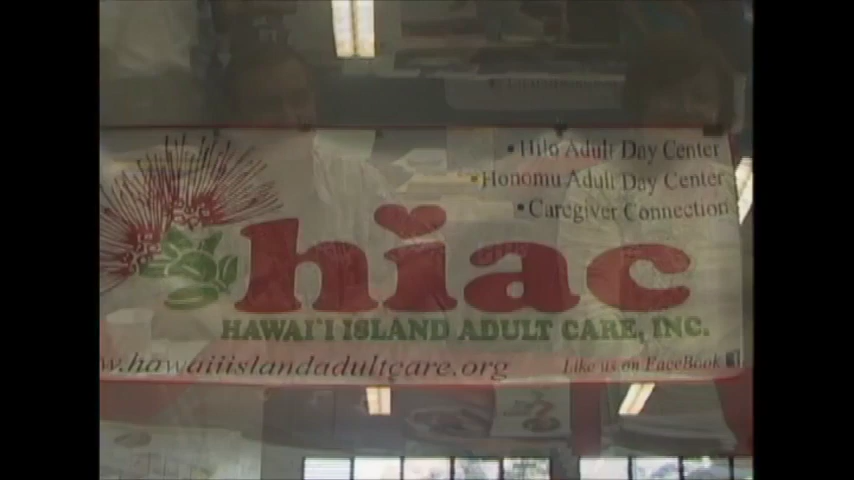 • Hilo Adult Day Center
• Honomu Adult Day Center
• Caregiver Connection
hiac
HAWAI'I ISLAND ADULT CARE, INC.
w.hawaiiislandadultcare.org
Like us on FaceBook f